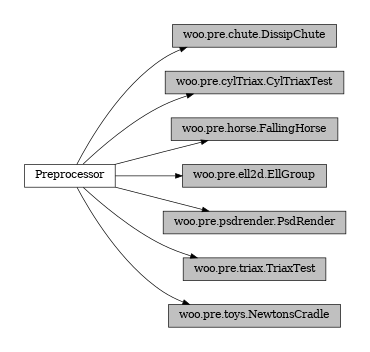 woo.pre.chute.DissipChute
woo.pre.cylTriax.CylTriaxTest
woo.pre.horse.FallingHorse
Preprocessor
woo.pre.ell2d.EllGroup
woo.pre.psdrender.PsdRender
woo.pre.triax.TriaxTest
woo.pre.toys.NewtonsCradle